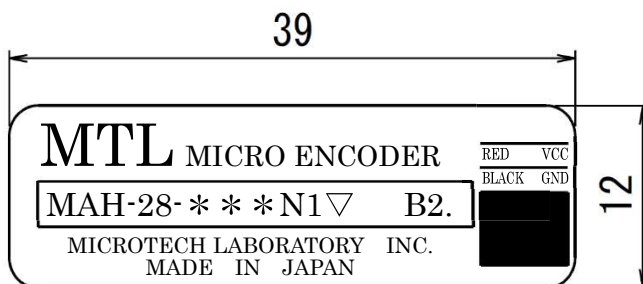 39
MTL MICRO ENCODER
RED VCC
BLACK GND
MAH-28-＊＊＊N1▽ B2.
MICROTECH LABORATORY INC.
MADE IN JAPAN
12